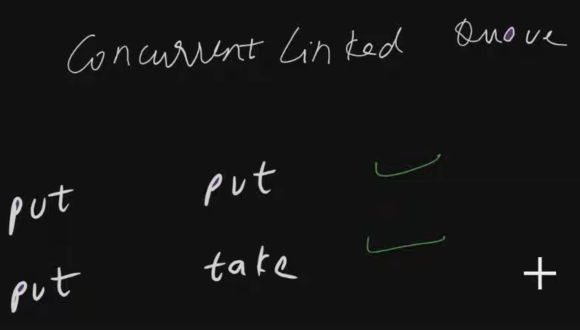 Concurrent Linked Queue
put put
put take